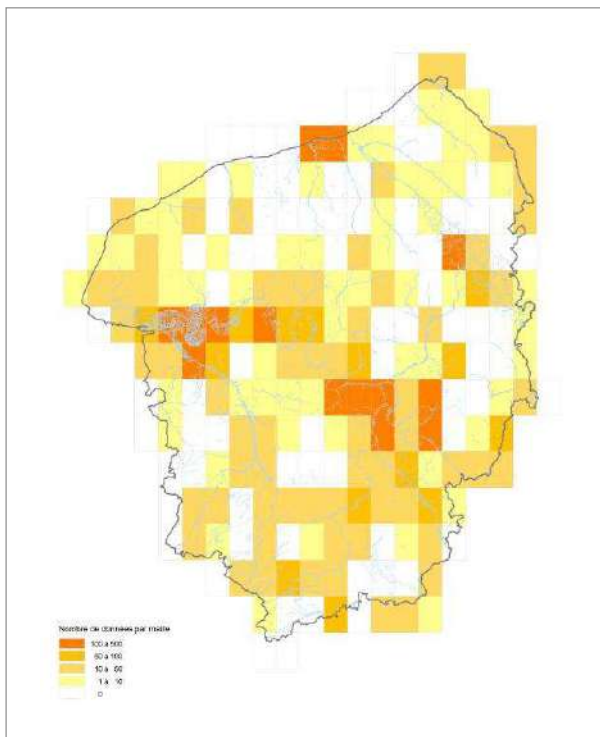 Nombre de données par maille
100 à 500
50 à 100
10 à 50
1 à 10
0